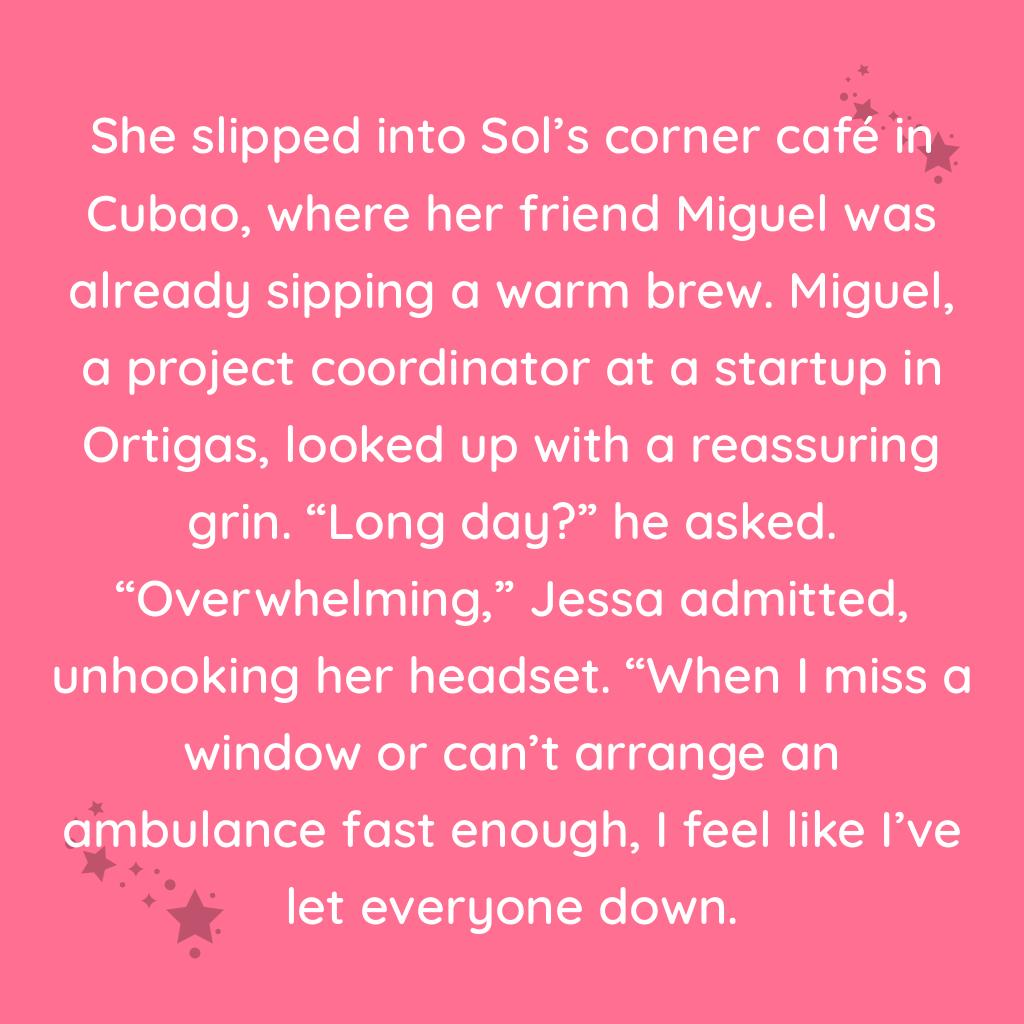 She slipped into Sol’s corner café in
Cubao, where her friend Miguel was
already sipping a warm brew. Miguel,
a project coordinator at a startup in
Ortigas, looked up with a reassuring
grin. “Long day?” he asked.
“Overwhelming,” Jessa admitted,
unhooking her headset. “When I miss a
window or can’t arrange an
ambulance fast enough, I feel like I’ve
let everyone down.